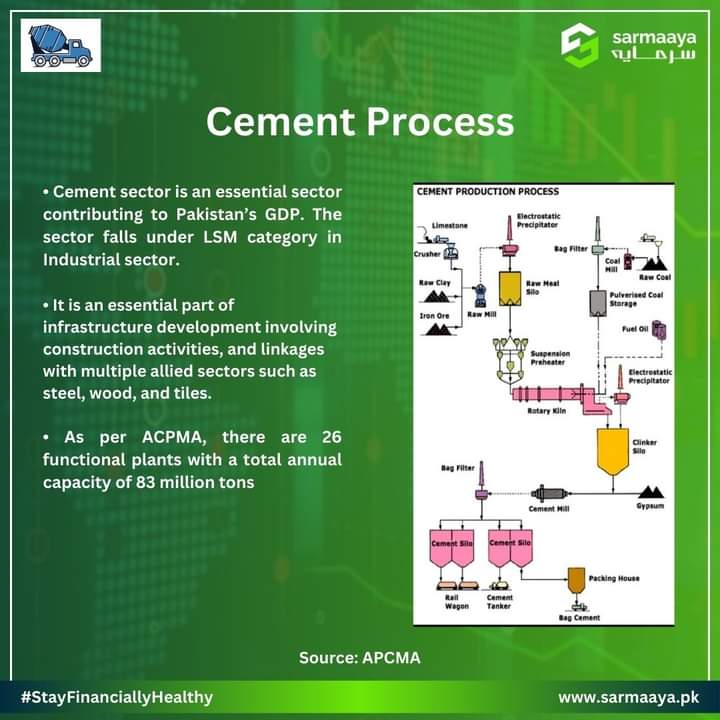 sarmaaya
سرمایہ
Cement Process
• Cement sector is an essential sector
contributing to Pakistan's GDP. The
sector falls under LSM category in
Industrial sector.
• It is an essential part of
infrastructure development involving
construction activities, and linkages
with multiple allied sectors such as
steel, wood, and tiles.
• As per ACPMA, there are 26
functional plants with a total annual
capacity of 83 million tons
CEMENT PRODUCTION PROCESS
Limestone
Crusher
Raw Clay
Iron Ore
Raw Mill
Electrostatic
Precipitator
Raw Meal
Silo
Bag Filter
Coal
Mill
Raw Coal
Pulverised Coal
Storage
Fuel Oil
Suspension
Preheater
Electrostatic
Precipitator
Rotary Kiln
Clinker
Silo
Bag Filter
Cement Mill
Gypsum
Cement Silo
Cement Silo
Packing House
Rail
Wagon
Cement
Tanker
Bag Cement
Source: APCMA
#StayFinanciallyHealthy
www.sarmaaya.pk